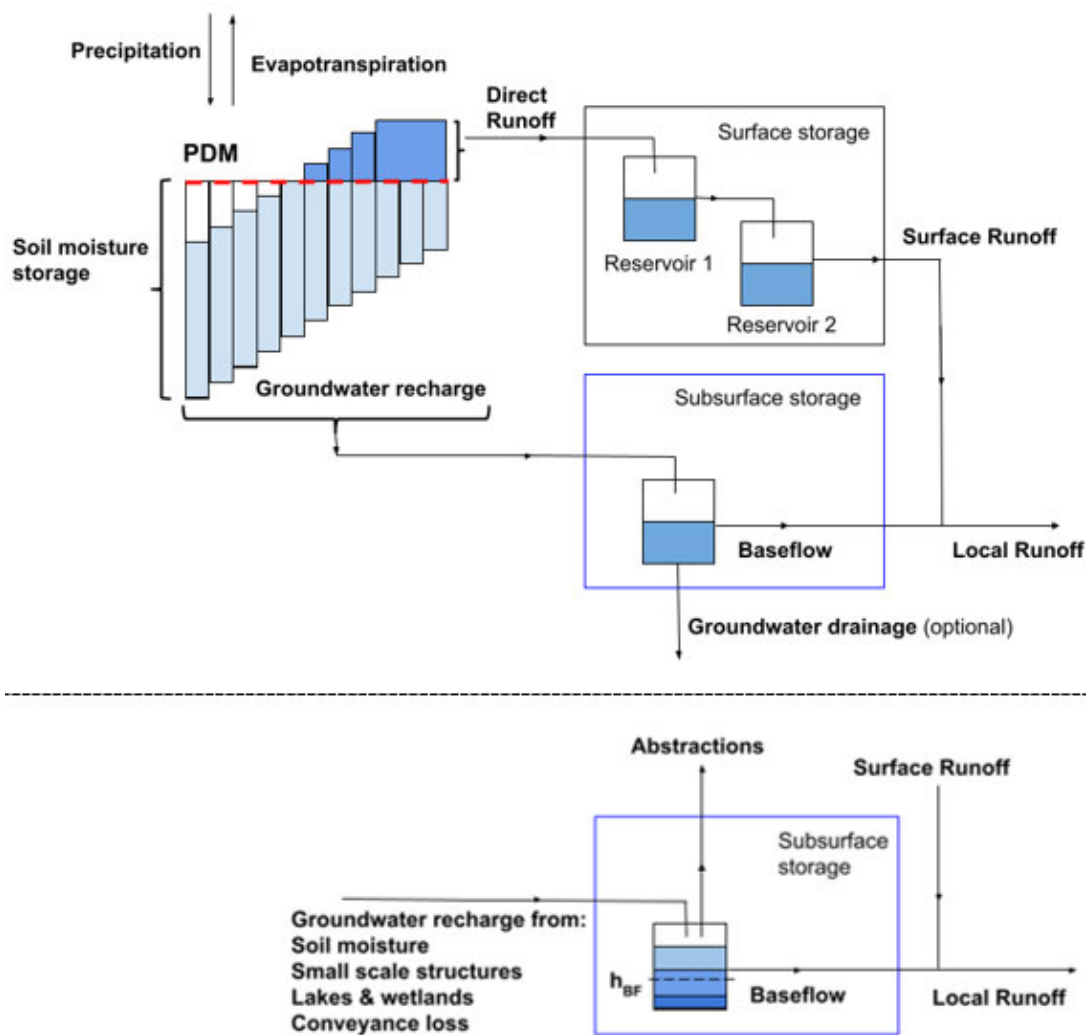 Precipitation
Evapotranspiration
Direct
Runoff
Surface storage
PDM
Soil moisture
storage
Reservoir 1
Surface Runoff
Reservoir 2
Groundwater recharge
Subsurface storage
Baseflow
Local Runoff
Groundwater drainage (optional)
Abstractions
Surface Runoff
Subsurface
storage
Groundwater recharge from:
Soil moisture
Small scale structures
Lakes & wetlands
Conveyance loss
hBF
Baseflow
Local Runoff